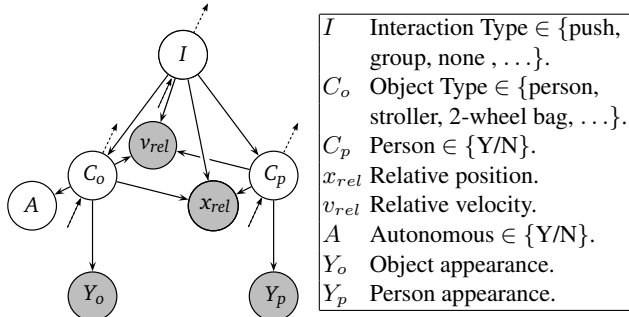 I
v_rel
C_o
C_p
A
x_rel
Y_o
Y_p
I Interaction Type ∈ {push,
group, none , . . .}.
C_o Object Type ∈ {person,
stroller, 2-wheel bag, . . .}.
C_p Person ∈ {Y/N}.
x_rel Relative position.
v_rel Relative velocity.
A Autonomous ∈ {Y/N}.
Y_o Object appearance.
Y_p Person appearance.